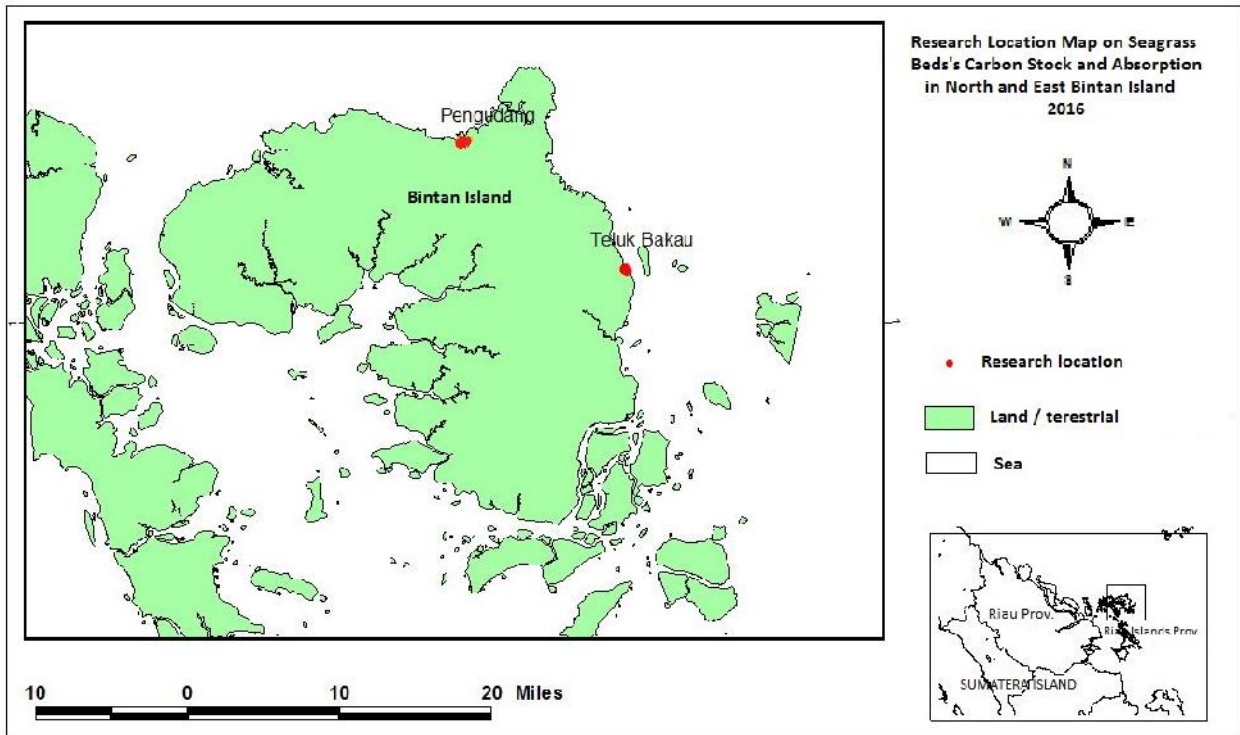 Research Location Map on Seagrass
Beds's Carbon Stock and Absorption
in North and East Bintan Island
2016
Pengudang
Bintan Island
Teluk Bakau
N
W
E
S
1
1
Research location
Land / terestrial
Sea
Riau Prov.
Riau Islands Prov
SUMATERA ISLAND
10 0 10 20 Miles